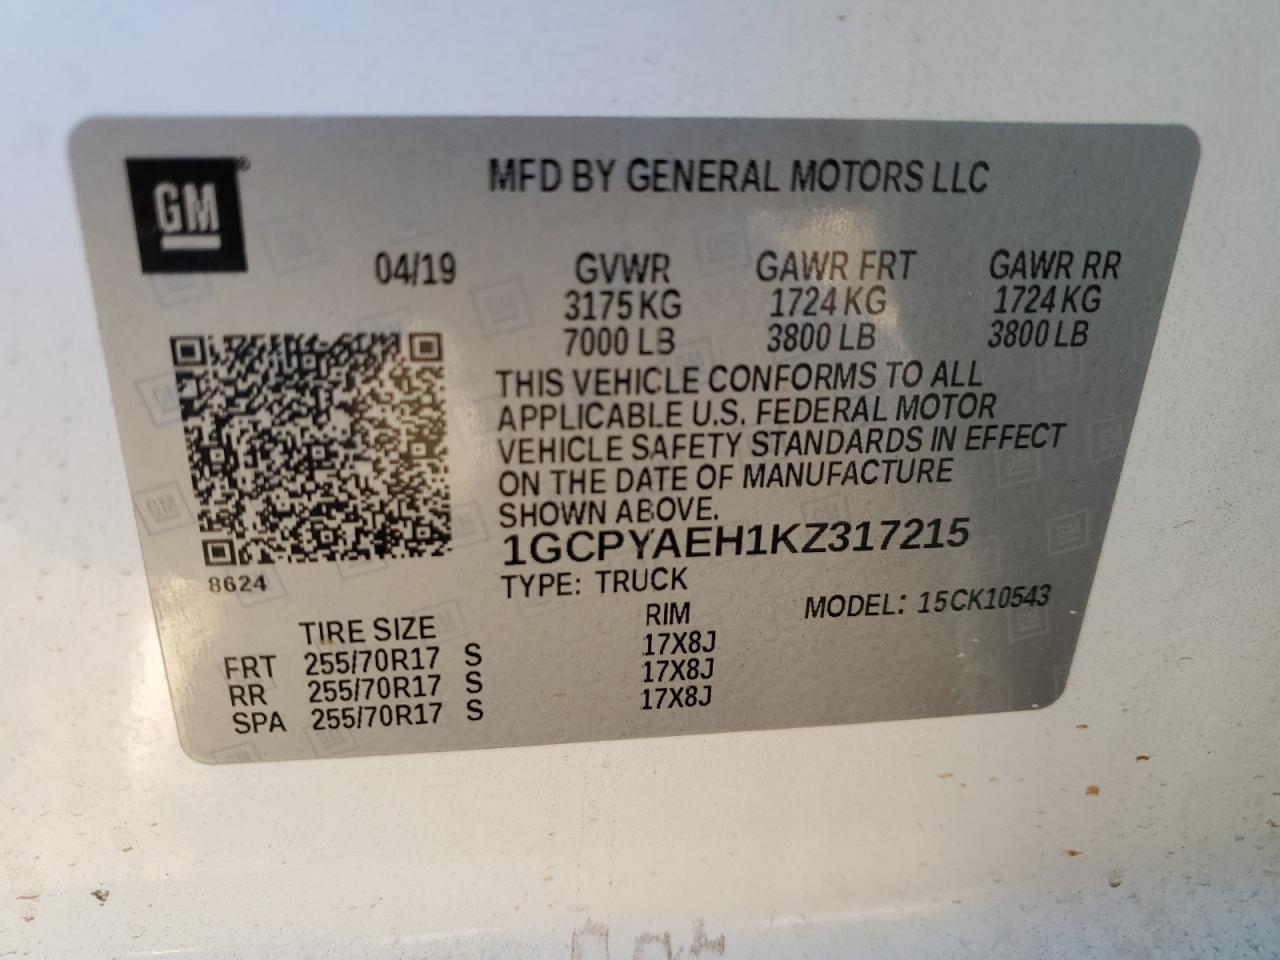 GM®
MFD BY GENERAL MOTORS LLC
04/19 GVWR GAWR FRT GAWR RR
3175 KG 1724 KG 1724 KG
7000 LB 3800 LB 3800 LB
THIS VEHICLE CONFORMS TO ALL
APPLICABLE U.S. FEDERAL MOTOR
VEHICLE SAFETY STANDARDS IN EFFECT
ON THE DATE OF MANUFACTURE
SHOWN ABOVE.
1GCPYAEH1KZ317215
8624
TYPE: TRUCK
MODEL: 15CK10543
TIRE SIZE RIM
FRT 255/70R17 S 17X8J
RR 255/70R17 S 17X8J
SPA 255/70R17 S 17X8J